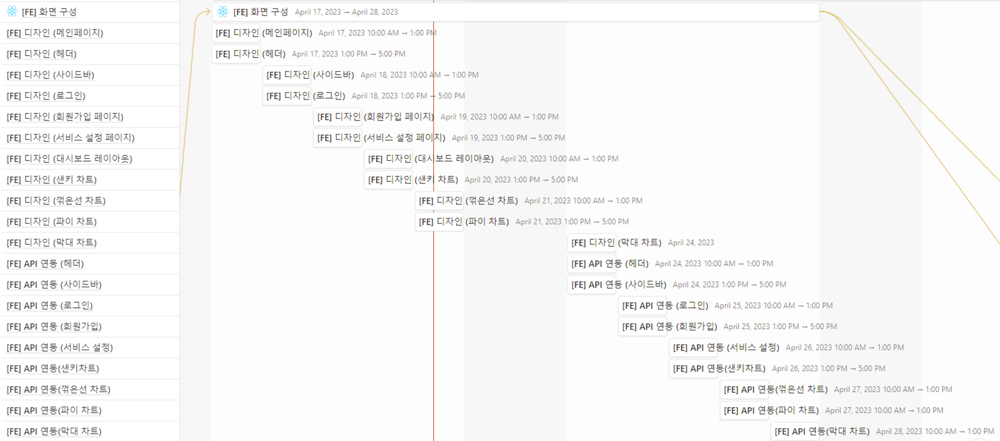 [FE] 화면 구성 [FE] 화면 구성 April 17, 2023 → April 28, 2023
[FE] 디자인 (메인페이지) [FE] 디자인 (메인페이지) April 17, 2023 10:00 AM → 1:00 PM
[FE] 디자인 (헤더) [FE] 디자인 (헤더) April 17, 2023 1:00 PM → 5:00 PM
[FE] 디자인 (사이드바) [FE] 디자인 (사이드바) April 18, 2023 10:00 AM → 1:00 PM
[FE] 디자인 (로그인) [FE] 디자인 (로그인) April 18, 2023 1:00 PM → 5:00 PM
[FE] 디자인 (회원가입 페이지) [FE] 디자인 (회원가입 페이지) April 19, 2023 10:00 AM → 1:00 PM
[FE] 디자인 (서비스 설정 페이지) [FE] 디자인 (서비스 설정 페이지) April 19, 2023 1:00 PM → 5:00 PM
[FE] 디자인 (대시보드 레이아웃) [FE] 디자인 (대시보드 레이아웃) April 20, 2023 10:00 AM → 1:00 PM
[FE] 디자인 (샌키 차트) [FE] 디자인 (샌키 차트) April 20, 2023 1:00 PM → 5:00 PM
[FE] 디자인 (꺾은선 차트) [FE] 디자인 (꺾은선 차트) April 21, 2023 10:00 AM → 1:00 PM
[FE] 디자인 (파이 차트) [FE] 디자인 (파이 차트) April 21, 2023 1:00 PM → 5:00 PM
[FE] 디자인 (막대 차트) [FE] 디자인 (막대 차트) April 24, 2023
[FE] API 연동 (헤더) [FE] API 연동 (헤더) April 24, 2023 10:00 AM → 1:00 PM
[FE] API 연동 (사이드바) [FE] API 연동 (사이드바) April 24, 2023 1:00 PM → 5:00 PM
[FE] API 연동 (로그인) [FE] API 연동 (로그인) April 25, 2023 10:00 AM → 1:00 PM
[FE] API 연동 (회원가입) [FE] API 연동 (회원가입) April 25, 2023 1:00 PM → 5:00 PM
[FE] API 연동 (서비스 설정) [FE] API 연동 (서비스 설정) April 26, 2023 10:00 AM → 1:00 PM
[FE] API 연동(샌키차트) [FE] API 연동(샌키차트) April 26, 2023 1:00 PM → 5:00 PM
[FE] API 연동(꺾은선 차트) [FE] API 연동(꺾은선 차트) April 27, 2023 10:00 AM → 1:00 PM
[FE] API 연동(파이 차트) [FE] API 연동(파이 차트) April 27, 2023 10:00 AM → 1:00 PM
[FE] API 연동(막대 차트) [FE] API 연동(막대 차트) April 28, 2023 10:00 AM → 1:00 PM